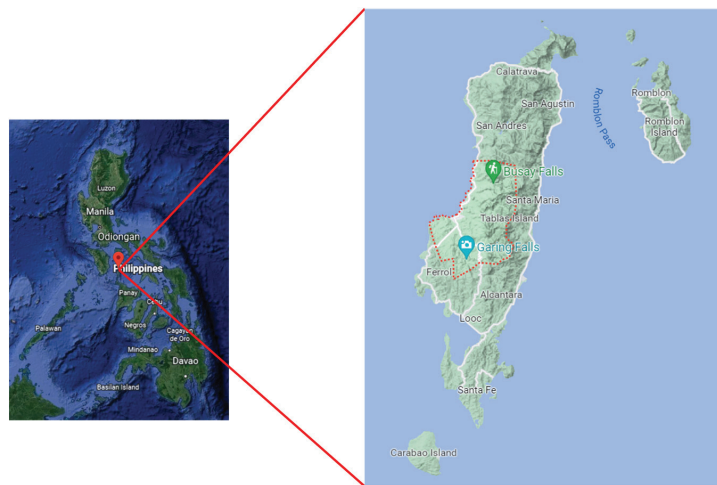 Luzon
Manila
Odiongan
Philippines
Panay
Cebu
Negros
Palawan
Cagayan
de Oro
Mindanao
Davao
Basilan Island
Calatrava
San Agustin
San Andres
Busay Falls
Santa Maria
Tablas Island
Garing Falls
Ferrol
Alcantara
Looc
Santa Fe
Carabao Island
Romblon Pass
Romblon
Romblon
Island